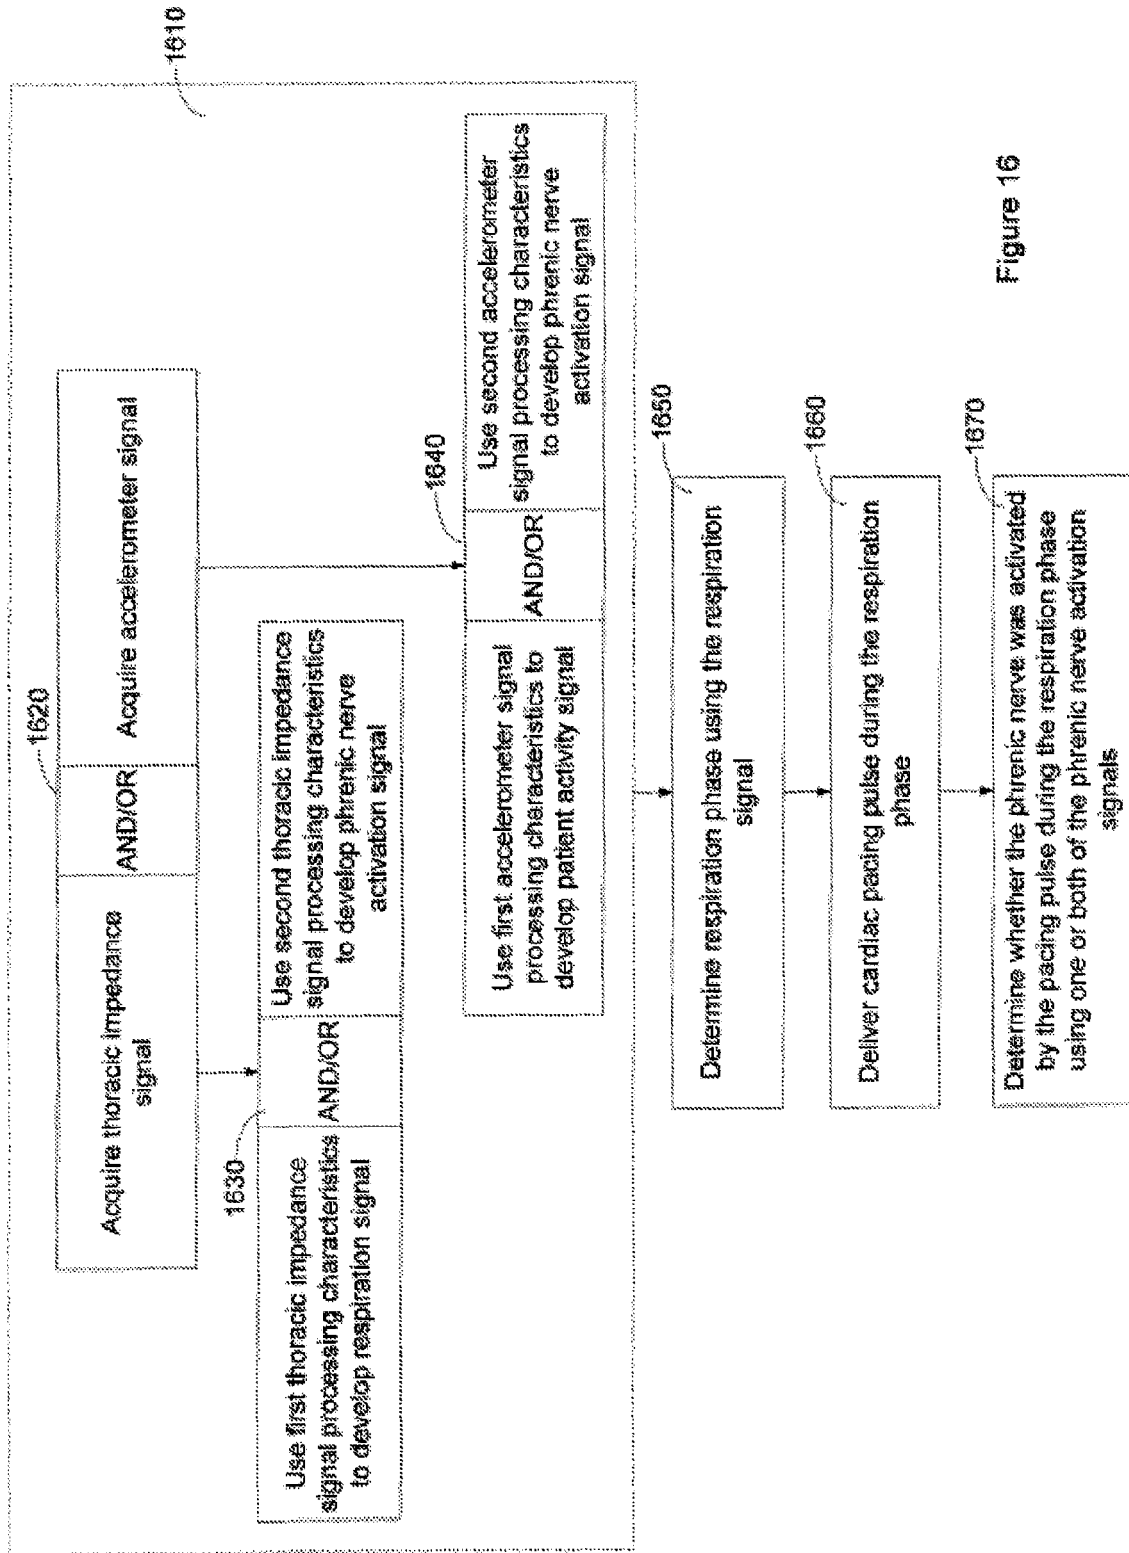 1610
1620
Acquire thoracic impedance
signal
AND/OR
Acquire accelerometer signal
1630
Use first thoracic impedance
signal processing characteristics
to develop respiration signal
AND/OR
Use second thoracic impedance
signal processing characteristics
to develop phrenic nerve
activation signal
1640
Use first accelerometer signal
processing characteristics to
develop patient activity signal
AND/OR
Use second accelerometer
signal processing characteristics
to develop phrenic nerve
activation signal
1650
Determine respiration phase using the respiration
signal
1660
Deliver cardiac pacing pulse during the respiration
phase
1670
Determine whether the phrenic nerve was activated
by the pacing pulse during the respiration phase
using one or both of the phrenic nerve activation
signals
Figure 16